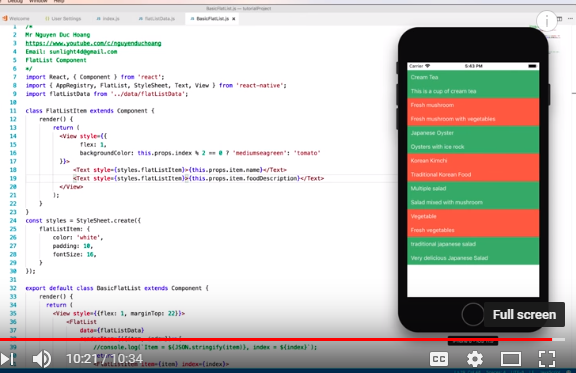 Debug Window Help
BasicFlatList.js — tutorialProject
Welcome User Settings index.js flatListData.js BasicFlatList.js
1 /*
2 Mr Nguyen Duc Hoang
3 https://www.youtube.com/c/nguyenduchoang
4 Email: sunlight4d@gmail.com
5 FlatList Component
6 */
7 import React, { Component } from 'react';
8 import { AppRegistry, FlatList, StyleSheet, Text, View } from 'react-native';
9 import flatListData from '../data/flatListData';
10
11 class FlatListItem extends Component {
12 render() {
13 return (
14 <View style={{
15 flex: 1,
16 backgroundColor: this.props.index % 2 == 0 ? 'mediumseagreen': 'tomato'
17 }}>
18 <Text style={styles.flatListItem}>{this.props.item.name}</Text>
19 <Text style={styles.flatListItem}>{this.props.item.foodDescription}</Text>
20 </View>
21 );
22 }
23 }
24 const styles = StyleSheet.create({
25 flatListItem: {
26 color: 'white',
27 padding: 10,
28 fontSize: 16,
29 }
30 });
31
32 export default class BasicFlatList extends Component {
33 render() {
34 return (
35 <View style={{flex: 1, marginTop: 22}}>
36 <FlatList
data={flatListData}
//console.log(`Item = ${JSON.stringify(item)}, index = ${index}`);
<FlatListItem item={item} index={index}>
Carrier 5:43 PM
Cream Tea
This is a cup of cream tea
Fresh mushroom
Fresh mushroom with vegetables
Japanese Oyster
Oysters with ice rock
Korean Kimchi
Traditional Korean Food
Multiple salad
Salad mixed with mushroom
Vegetable
Fresh vegetables
traditional japanese salad
Very delicious Japanese Salad
Full screen
10:21 / 10:34
CC